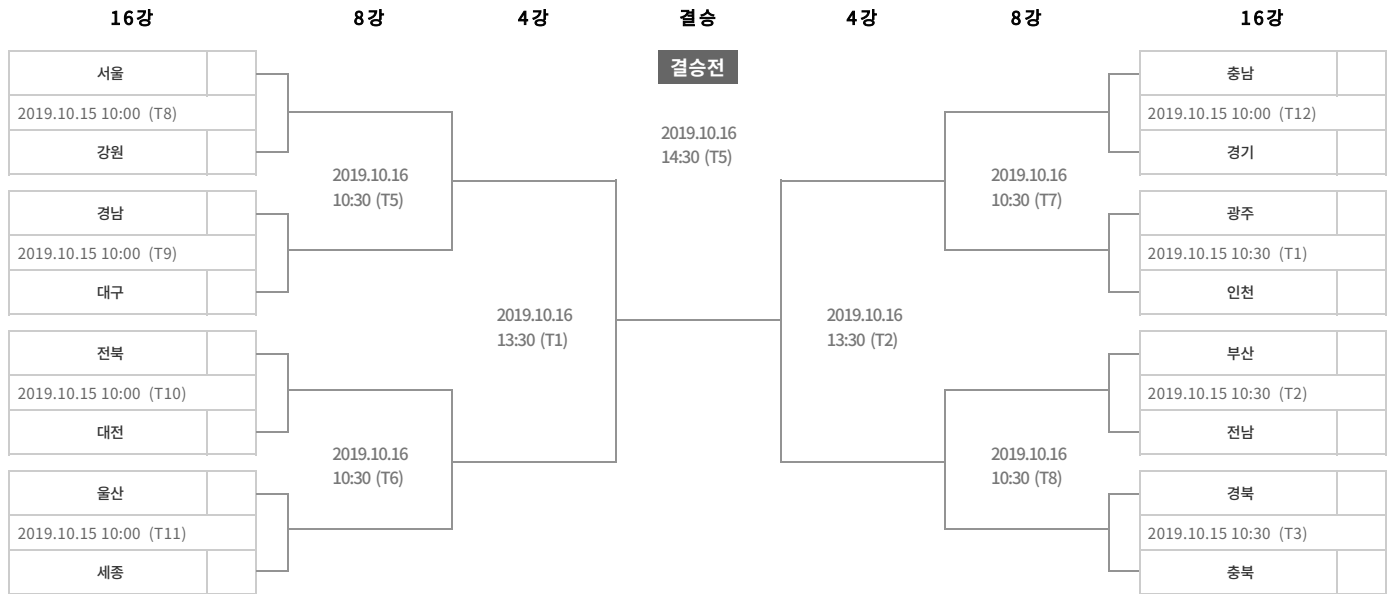 16강 8강 4강 결승 4강 8강 16강
결승전
서울
2019.10.15 10:00 (T8)
강원
경남
2019.10.15 10:00 (T9)
대구
전북
2019.10.15 10:00 (T10)
대전
울산
2019.10.15 10:00 (T11)
세종
2019.10.16
10:30 (T5)
2019.10.16
10:30 (T6)
2019.10.16
13:30 (T1)
2019.10.16
14:30 (T5)
2019.10.16
13:30 (T2)
2019.10.16
10:30 (T7)
2019.10.16
10:30 (T8)
충남
2019.10.15 10:00 (T12)
경기
광주
2019.10.15 10:30 (T1)
인천
부산
2019.10.15 10:30 (T2)
전남
경북
2019.10.15 10:30 (T3)
충북